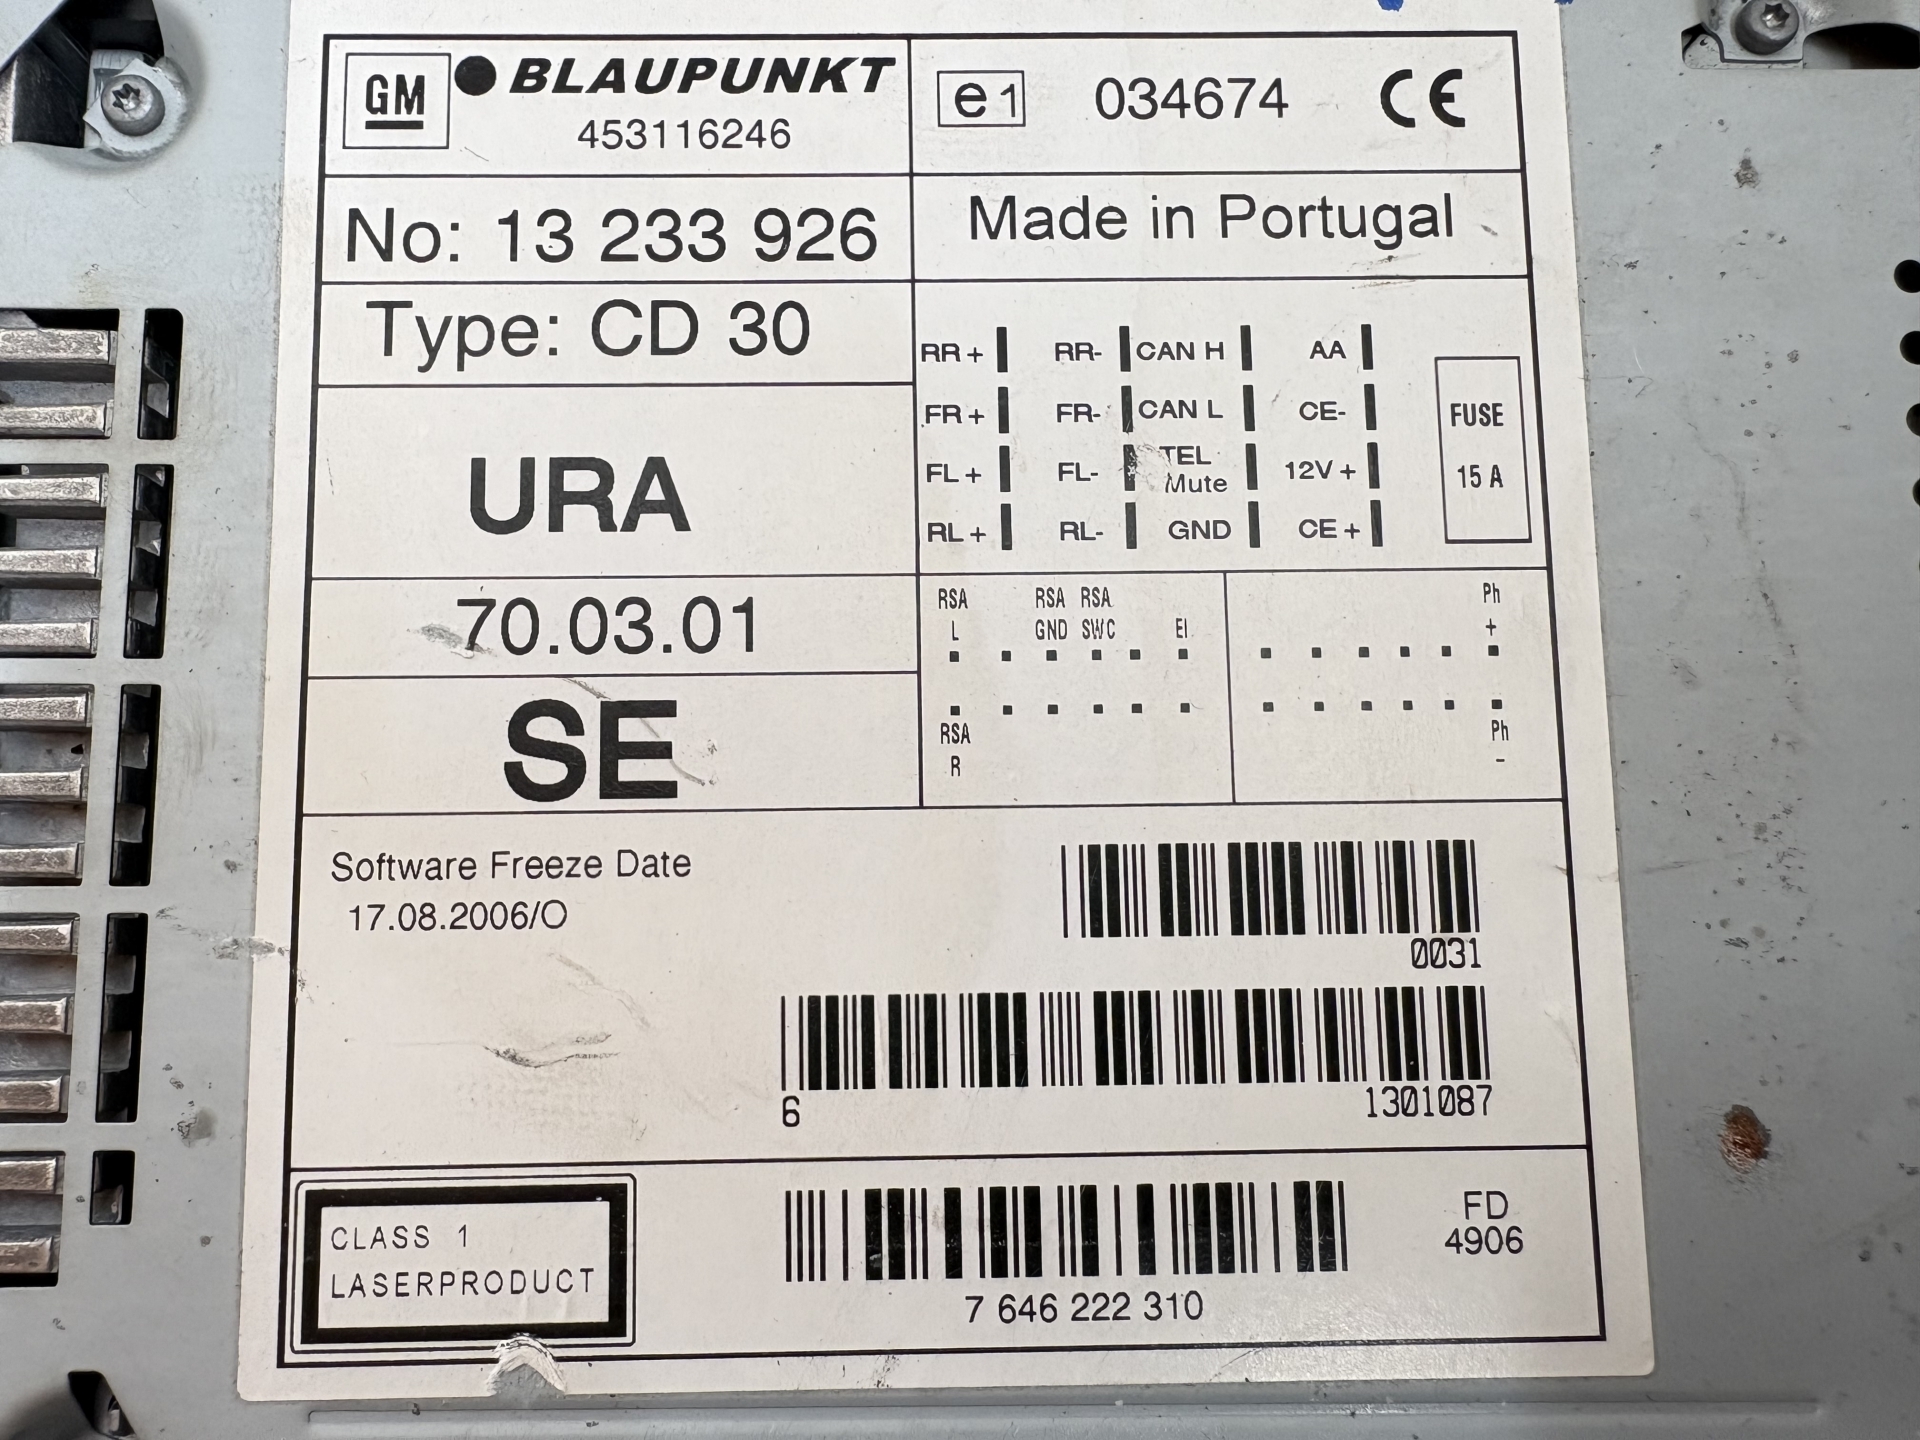 GM
BLAUPUNKT
453116246
e1 034674 CE
No: 13 233 926
Made in Portugal
Type: CD 30
RR + RR- CAN H AA
FR + FR- CAN L CE-
FL + FL- TEL Mute 12V +
RL + RL- GND CE +
FUSE
15 A
URA
70.03.01
SE
RSA RSA RSA Ph
L GND SWC EI +
RSA Ph
R -
Software Freeze Date
17.08.2006/O
0031
6 1301087
CLASS 1
LASERPRODUCT
7 646 222 310
FD
4906